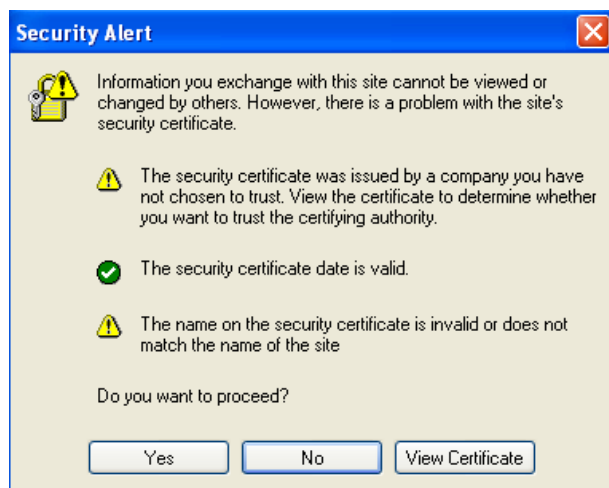 Security Alert
Information you exchange with this site cannot be viewed or
changed by others. However, there is a problem with the site's
security certificate.
The security certificate was issued by a company you have
not chosen to trust. View the certificate to determine whether
you want to trust the certifying authority.
The security certificate date is valid.
The name on the security certificate is invalid or does not
match the name of the site
Do you want to proceed?
Yes
No
View Certificate